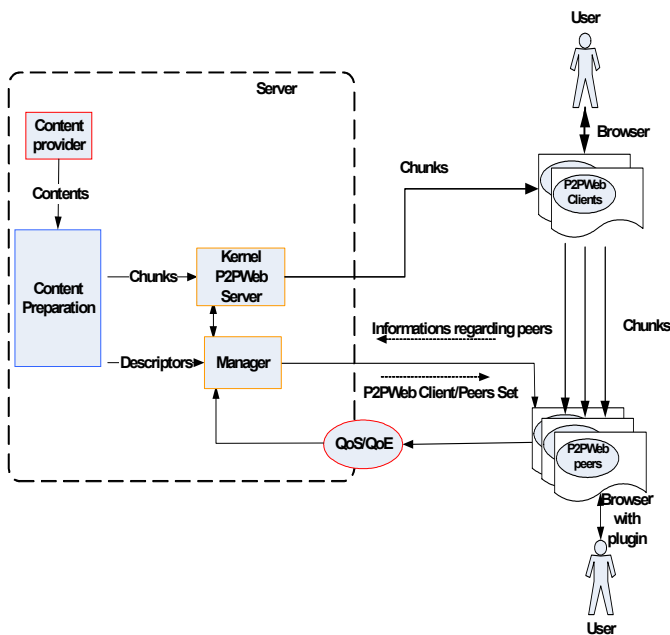 User
Server
Content
provider
Browser
Chunks
P2PWeb
Clients
Contents
Kernel
P2PWeb
Server
Content
Preparation
Chunks
Informations regarding peers
Chunks
Descriptors
Manager
P2PWeb Client/Peers Set
QoS/QoE
P2PWeb
peers
Browser
with
plugin
User